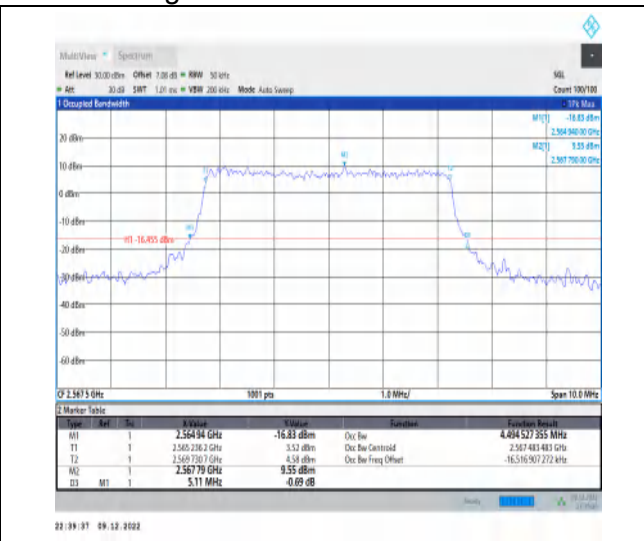 MultiView Spectrum
Ref Level 30.00 dBm Offset 7.00 dB RBW 50 kHz SGL
Att 30 dB SWT 1.01 ms VBW 200 kHz Mode Auto Sweep Count 100/100
1 Occupied Bandwidth 1Pk Max
M1[1] -16.83 dBm
2.564 940 00 GHz
M2[1] 9.55 dBm
2.567 790 00 GHz
20 dBm
10 dBm
0 dBm
-10 dBm
H1 -16.455 dBm
-20 dBm
-30 dBm
-40 dBm
-50 dBm
-60 dBm
M1
T1
M2
T2
CF 2.5675 GHz 1001 pts 1.0 MHz/ Span 10.0 MHz
2 Marker Table
Type Ref Trc X-Value Y-Value Function Function Result
M1 1 2.564 94 GHz -16.83 dBm Occ Bw 4.494 527 355 MHz
T1 1 2.565 236 2 GHz 3.52 dBm Occ Bw Centroid 2.567 483 483 GHz
T2 1 2.569 730 7 GHz 4.58 dBm Occ Bw Freq Offset -16.516 907 272 kHz
M2 1 2.567 79 GHz 9.55 dBm
D3 M1 1 5.11 MHz -0.69 dB
Ready
22:39:37 09.12.2022